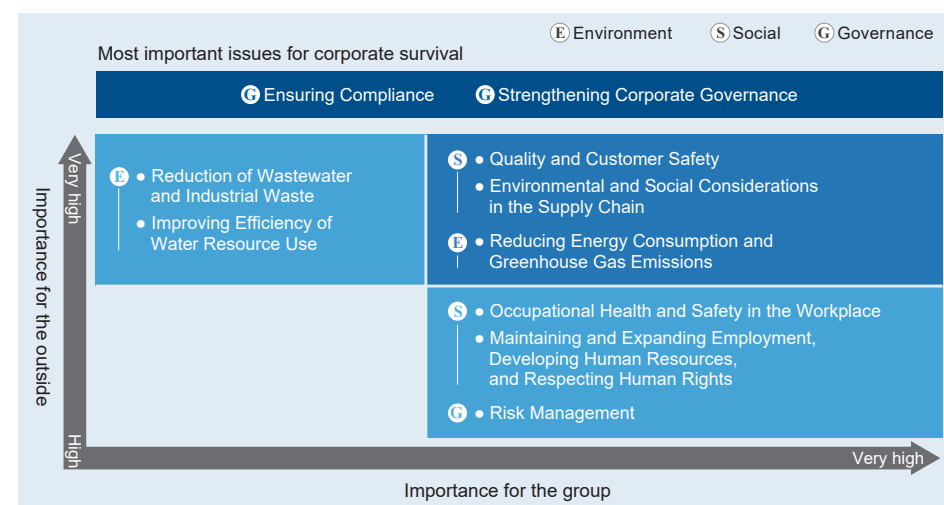 E Environment S Social G Governance
Most important issues for corporate survival
G Ensuring Compliance G Strengthening Corporate Governance
Very high
High
Importance for the outside
E • Reduction of Wastewater
and Industrial Waste
• Improving Efficiency of
Water Resource Use
S • Quality and Customer Safety
• Environmental and Social Considerations
in the Supply Chain
E • Reducing Energy Consumption and
Greenhouse Gas Emissions
S • Occupational Health and Safety in the Workplace
• Maintaining and Expanding Employment,
Developing Human Resources,
and Respecting Human Rights
G • Risk Management
Very high
Importance for the group